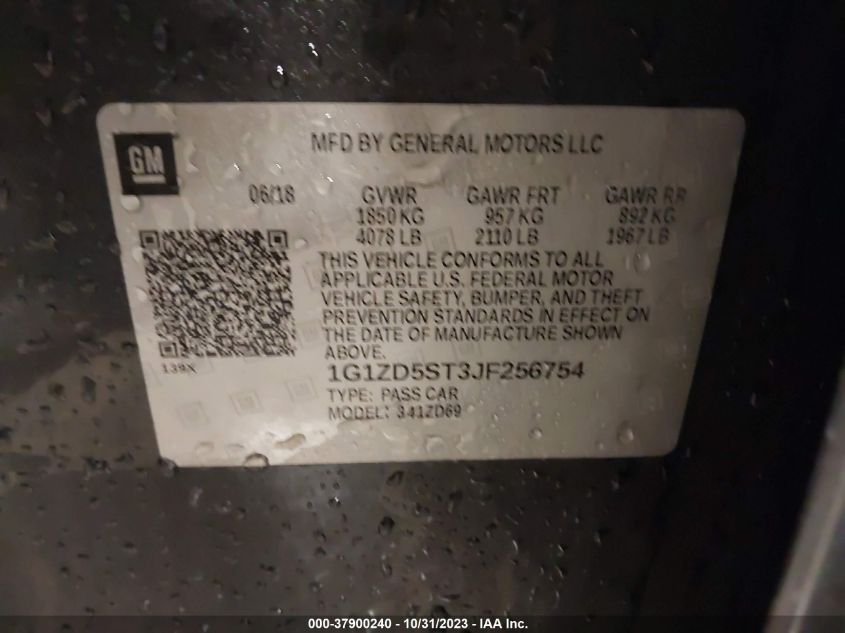 GM
MFD BY GENERAL MOTORS LLC
06/18 GVWR GAWR FRT GAWR RR
1850 KG 957 KG 892 KG
4078 LB 2110 LB 1967 LB
THIS VEHICLE CONFORMS TO ALL
APPLICABLE U.S. FEDERAL MOTOR
VEHICLE SAFETY, BUMPER, AND THEFT
PREVENTION STANDARDS IN EFFECT ON
THE DATE OF MANUFACTURE SHOWN
ABOVE.
139X
1G1ZD5ST3JF256754
TYPE: PASS CAR
MODEL: 341ZD69
000-37900240 - 10/31/2023 - IAA Inc.